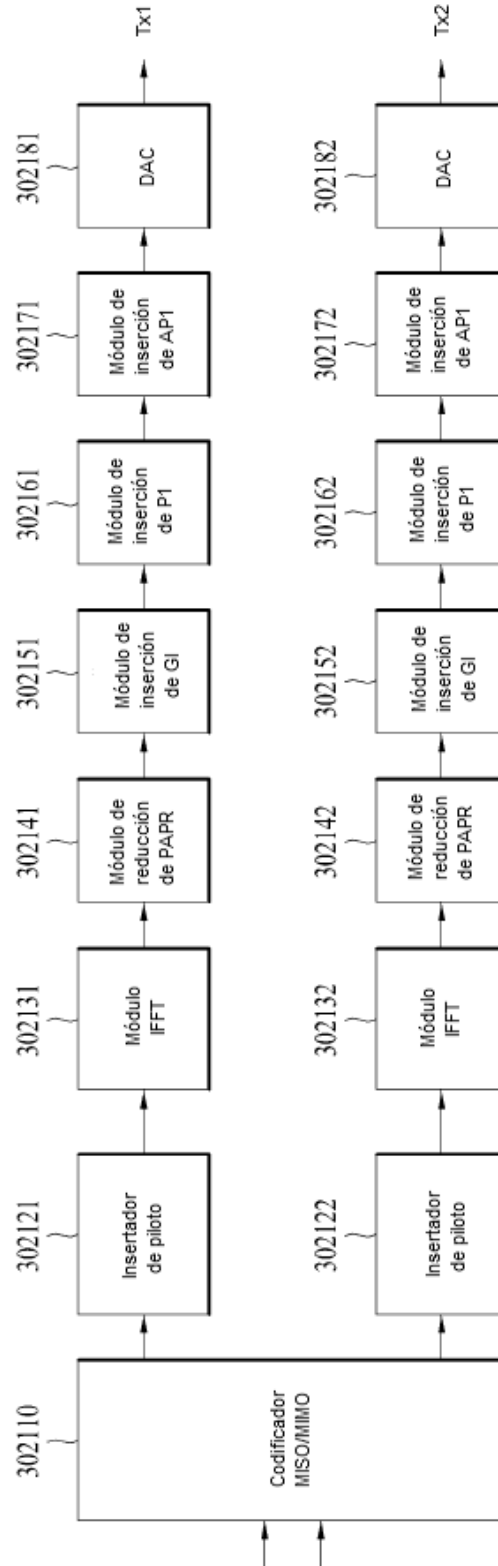 302110
Codificador
MISO/MIMO
302121
Insertador
de piloto
302131
Módulo
IFFT
302141
Módulo de
reducción
de PAPR
302151
Módulo de
inserción
de GI
302161
Módulo de
inserción
de P1
302171
Módulo de
inserción
de AP1
302181
DAC
Tx1
302122
Insertador
de piloto
302132
Módulo
IFFT
302142
Módulo de
reducción
de PAPR
302152
Módulo de
inserción
de GI
302162
Módulo de
inserción
de P1
302172
Módulo de
inserción
de AP1
302182
DAC
Tx2